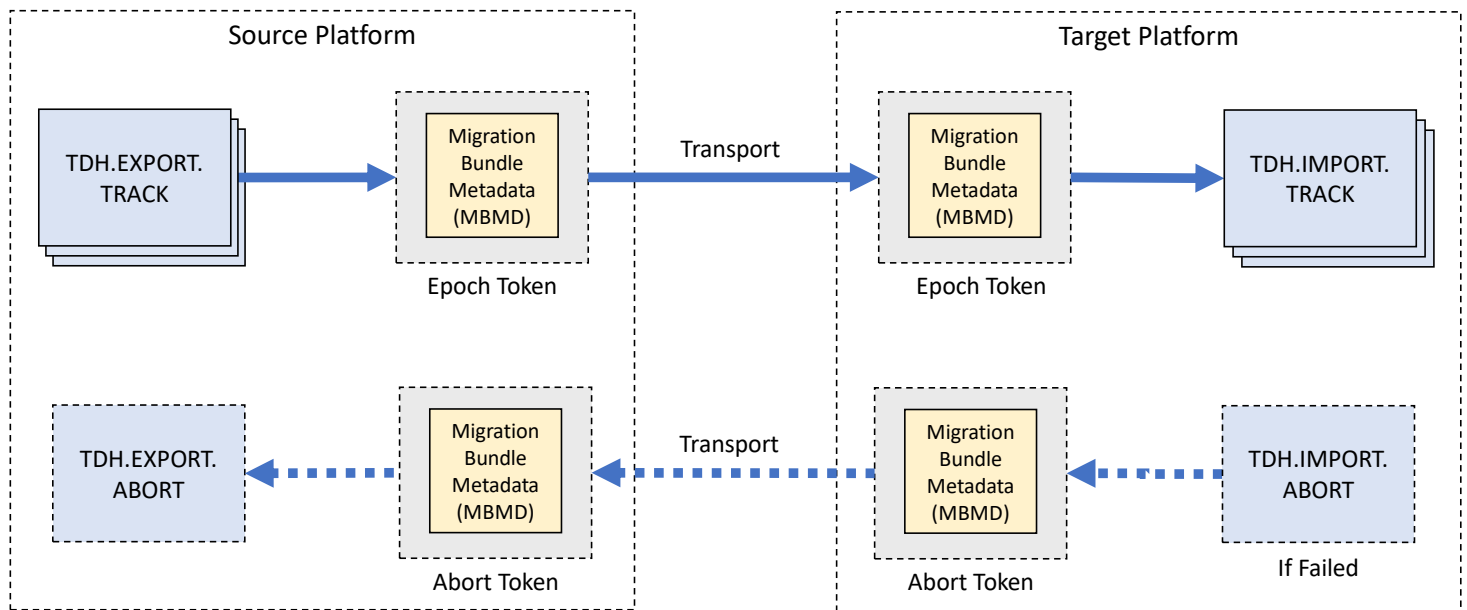 Source Platform
Target Platform
TDH.EXPORT.
TRACK
Migration
Bundle
Metadata
(MBMD)
Epoch Token
Transport
Migration
Bundle
Metadata
(MBMD)
Epoch Token
TDH.IMPORT.
TRACK
TDH.EXPORT.
ABORT
Migration
Bundle
Metadata
(MBMD)
Abort Token
Transport
Migration
Bundle
Metadata
(MBMD)
Abort Token
TDH.IMPORT.
ABORT
If Failed